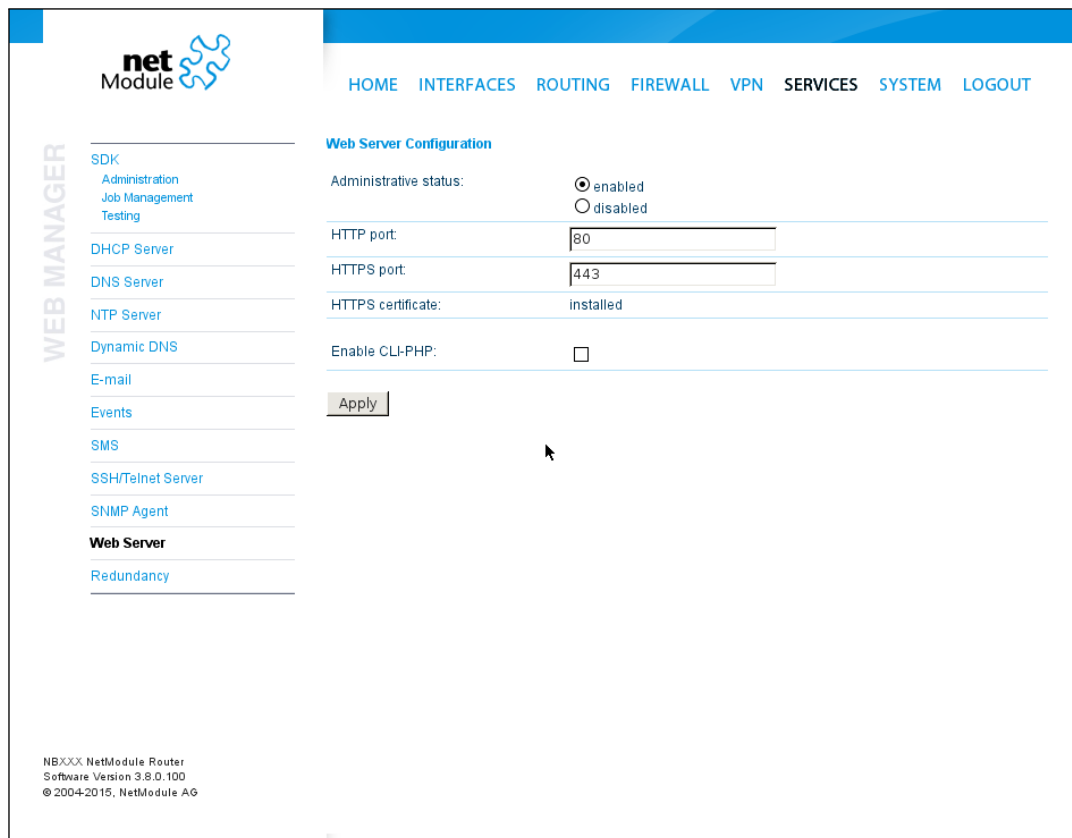 net
Module
HOME INTERFACES ROUTING FIREWALL VPN SERVICES SYSTEM LOGOUT
WEB MANAGER
SDK
Administration
Job Management
Testing
DHCP Server
DNS Server
NTP Server
Dynamic DNS
E-mail
Events
SMS
SSH/Telnet Server
SNMP Agent
Web Server
Redundancy
Web Server Configuration
Administrative status:
enabled
disabled
HTTP port: 80
HTTPS port: 443
HTTPS certificate: installed
Enable CLI-PHP:
Apply
NBXXX NetModule Router
Software Version 3.8.0.100
© 2004-2015, NetModule AG